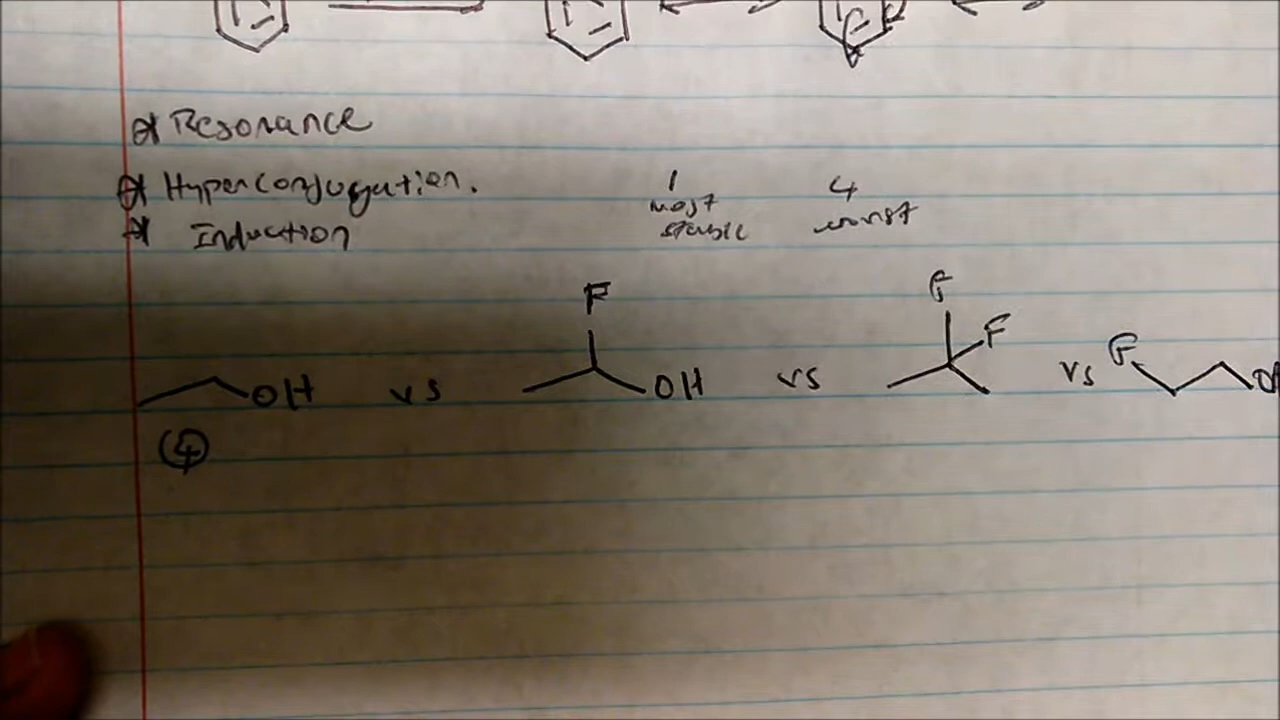 Resonance
Hyperconjugation.
Induction
1 4
most
stable worst
F F
F F
OH vs OH vs vs
4